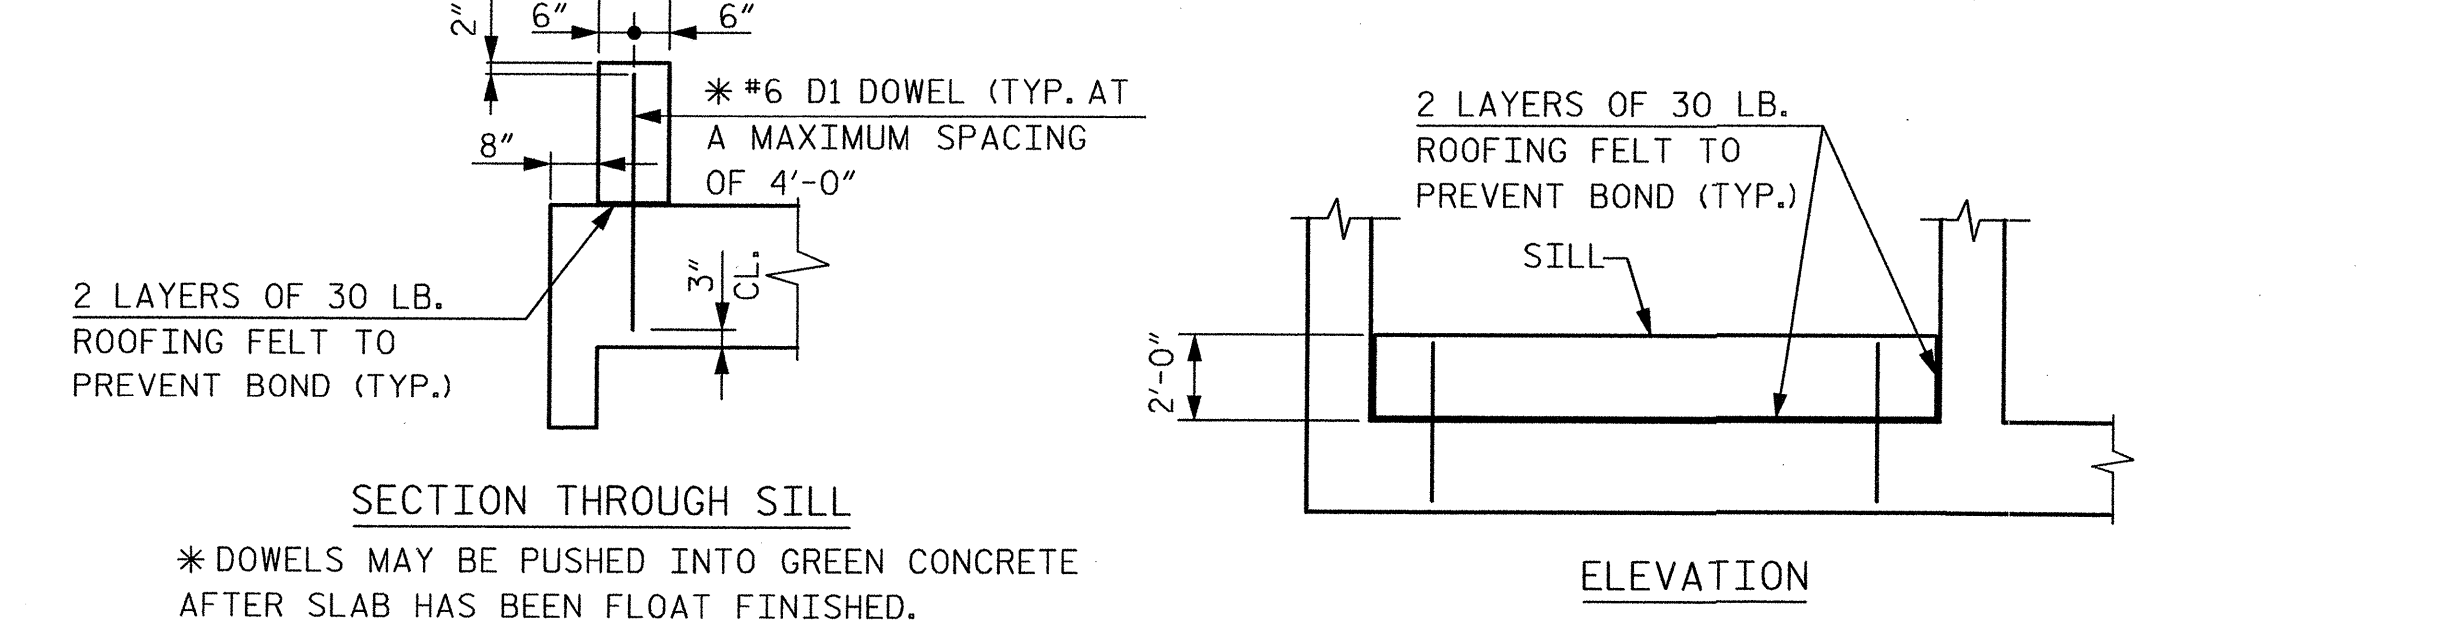 2"
6"
6"
✳ #6 D1 DOWEL (TYP. AT
A MAXIMUM SPACING
OF 4'-0"
8"
3"
CL.
2 LAYERS OF 30 LB.
ROOFING FELT TO
PREVENT BOND (TYP.)
SECTION THROUGH SILL
✳ DOWELS MAY BE PUSHED INTO GREEN CONCRETE
AFTER SLAB HAS BEEN FLOAT FINISHED.
2 LAYERS OF 30 LB.
ROOFING FELT TO
PREVENT BOND (TYP.)
SILL
2'-0"
ELEVATION